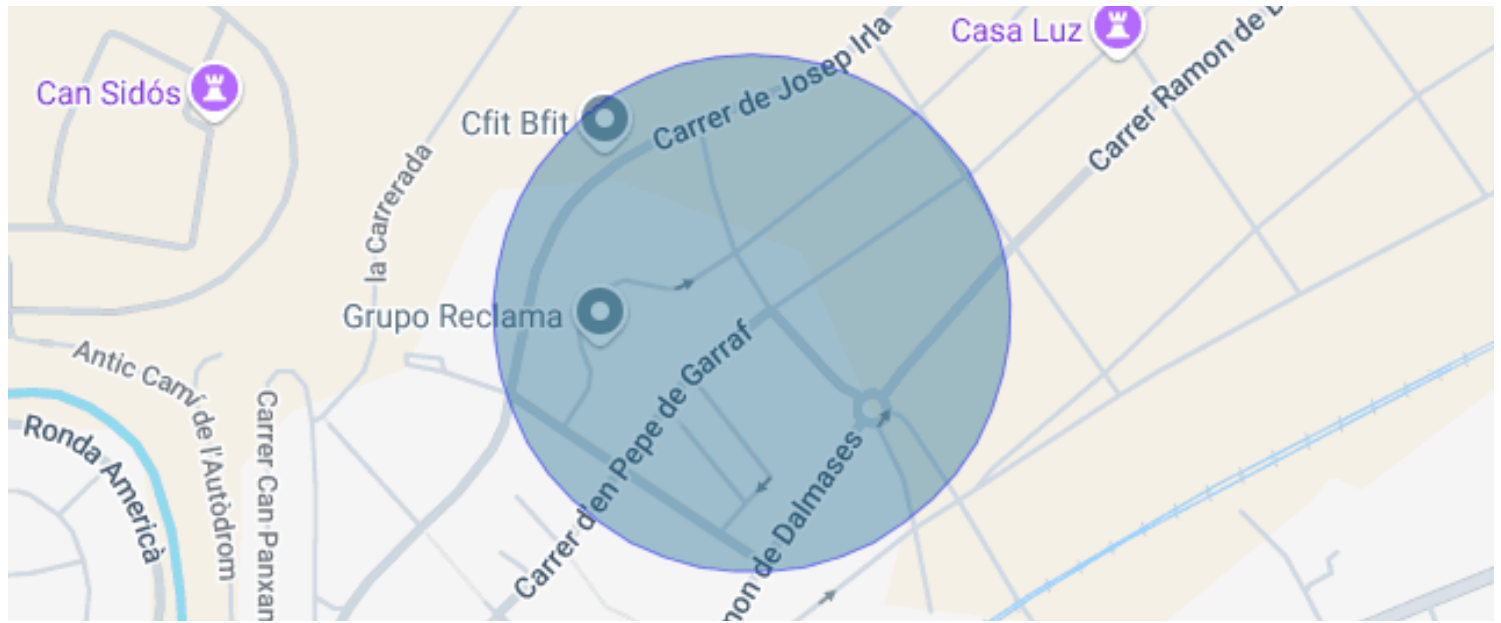 Casa Luz
Can Sidós
Cfit Bfit
Carrer de Josep Irla
Carrer Ramon de
la Carrerada
Grupo Reclama
Antic Camí de l'Autòdrom
Ronda Americà
Carrer Can Panxam
Carrer d'en Pepe de Garraf
mon de Dalmases